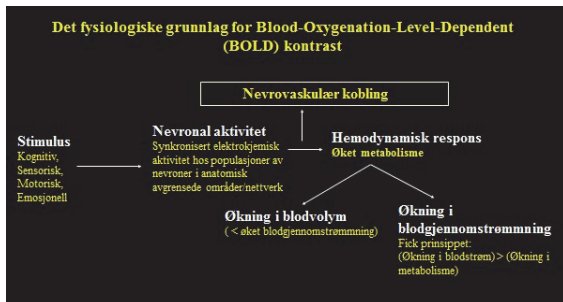 Det fysiologiske grunnlag for Blood-Oxygenation-Level-Dependent
(BOLD) kontrast
Nevrovaskulær kobling
Stimulus
Kognitiv,
Sensorisk,
Motorisk,
Emosjonell
Nevronal aktivitet
Synkronisert elektrokjemisk
aktivitet hos populasjoner av
nevroner i anatomisk
avgrensede områder/nettverk
Hemodynamisk respons
Øket metabolisme
Økning i blodvolym
( < øket blodgjennomstrømmning)
Økning i
blodgjennomstrømmning
Fick prinsippet:
(Økning i blodstrøm) > (Økning i
metabolisme)